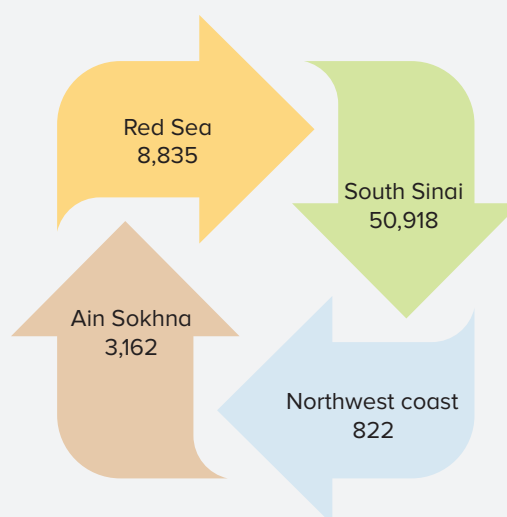 Red Sea
8,835
South Sinai
50,918
Ain Sokhna
3,162
Northwest coast
822